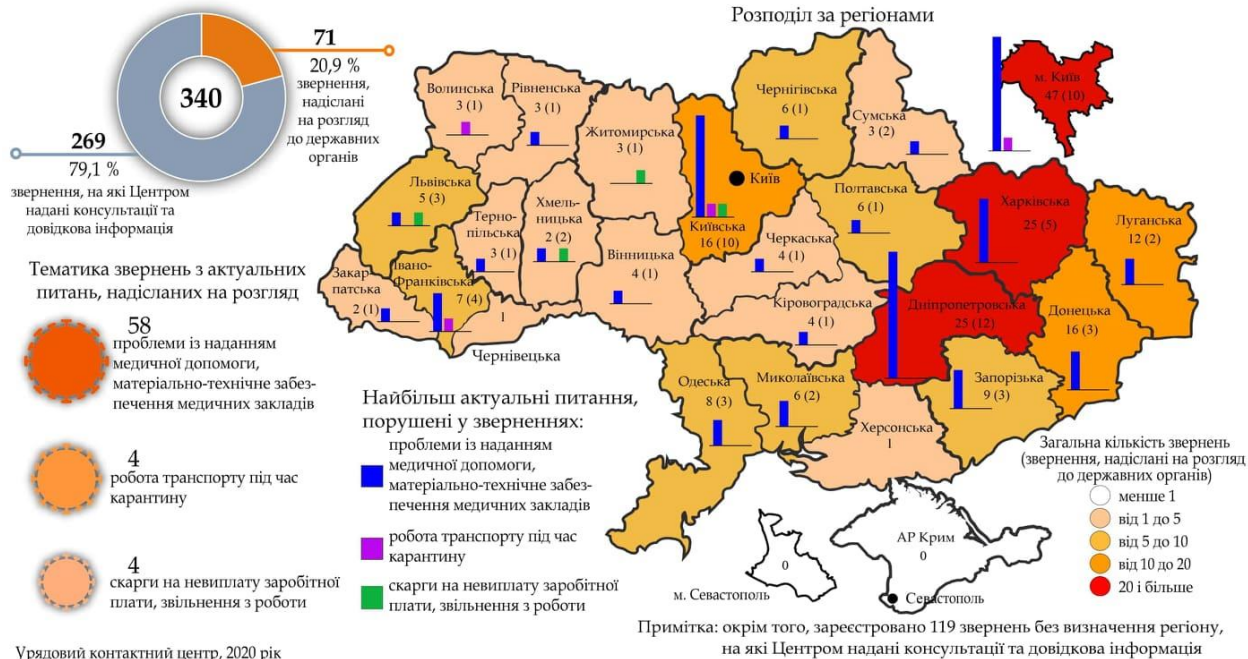 340
71
20,9 %
звернення,
надіслані
на розгляд
до державних
органів
269
79,1 %
звернення, на які Центром
надані консультації та
довідкова інформація
Тематика звернень з актуальних
питань, надісланих на розгляд
58
проблеми із наданням
медичної допомоги,
матеріально-технічне забез-
печення медичних закладів
4
робота транспорту під час
карантину
4
скарги на невиплату заробітної
плати, звільнення з роботи
Урядовий контактний центр, 2020 рік
Розподіл за регіонами
Волинська
3 (1)
Рівненська
3 (1)
Житомирська
3 (1)
Чернігівська
6 (1)
Сумська
3 (2)
м. Київ
47 (10)
Львівська
5 (3)
Терно-
пільська
3 (1)
Хмель-
ницька
2 (2)
Київ
Київська
16 (10)
Полтавська
6 (1)
Харківська
25 (5)
Луганська
12 (2)
Закар-
патська
2 (1)
Івано-
Франківська
7 (4)
1
Чернівецька
Вінницька
4 (1)
Черкаська
4 (1)
Кіровоградська
4 (1)
Дніпропетровська
25 (12)
Донецька
16 (3)
Одеська
8 (3)
Миколаївська
6 (2)
Запорізька
9 (3)
Херсонська
1
АР Крим
0
Севастополь
0
м. Севастополь
Найбільш актуальні питання,
порушені у зверненнях:
проблеми із наданням
медичної допомоги,
матеріально-технічне забез-
печення медичних закладів
робота транспорту під час
карантину
скарги на невиплату заробітної
плати, звільнення з роботи
Загальна кількість звернень
(звернення, надіслані на розгляд
до державних органів)
менше 1
від 1 до 5
від 5 до 10
від 10 до 20
20 і більше
Примітка: окрім того, зареєстровано 119 звернень без визначення регіону,
на які Центром надані консультації та довідкова інформація